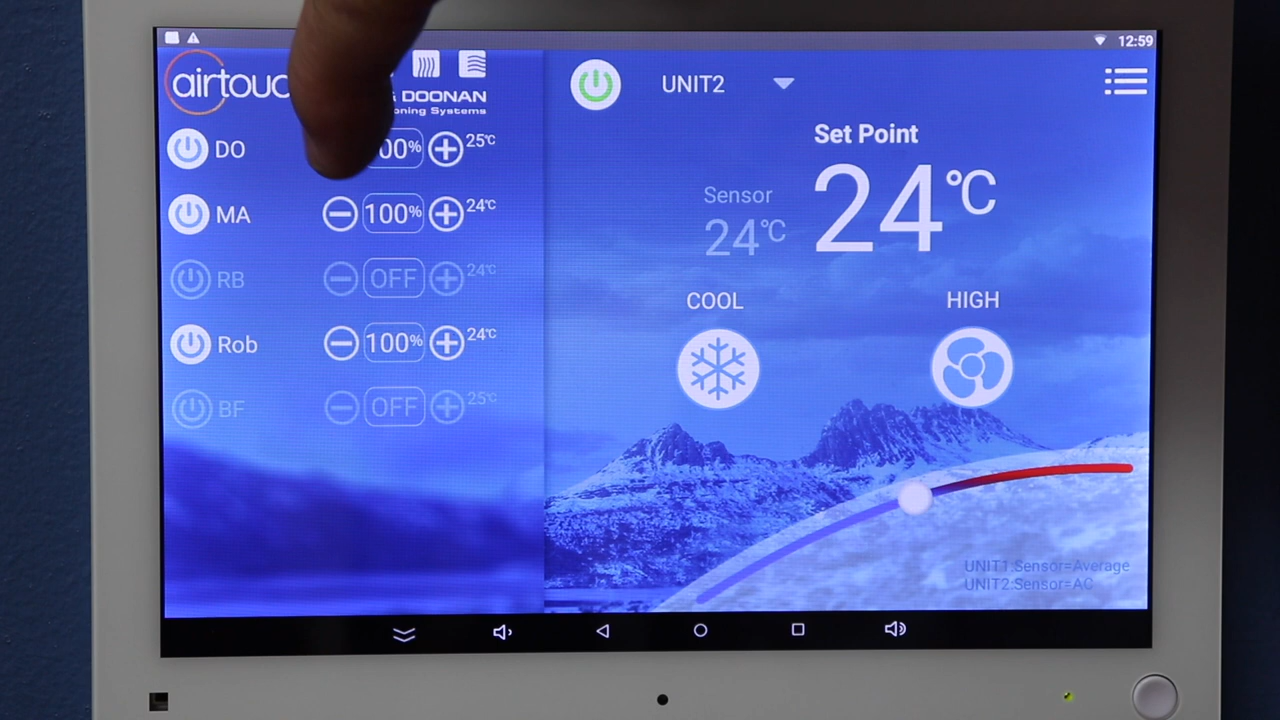 12:59
airtouc
& DOONAN
oning Systems
DO 00% 25℃
MA 100% 24℃
RB OFF 24℃
Rob 100% 24℃
BF OFF 25℃
UNIT2
Set Point
24℃
Sensor
24℃
COOL HIGH
UNIT1:Sensor=Average
UNIT2:Sensor=AC